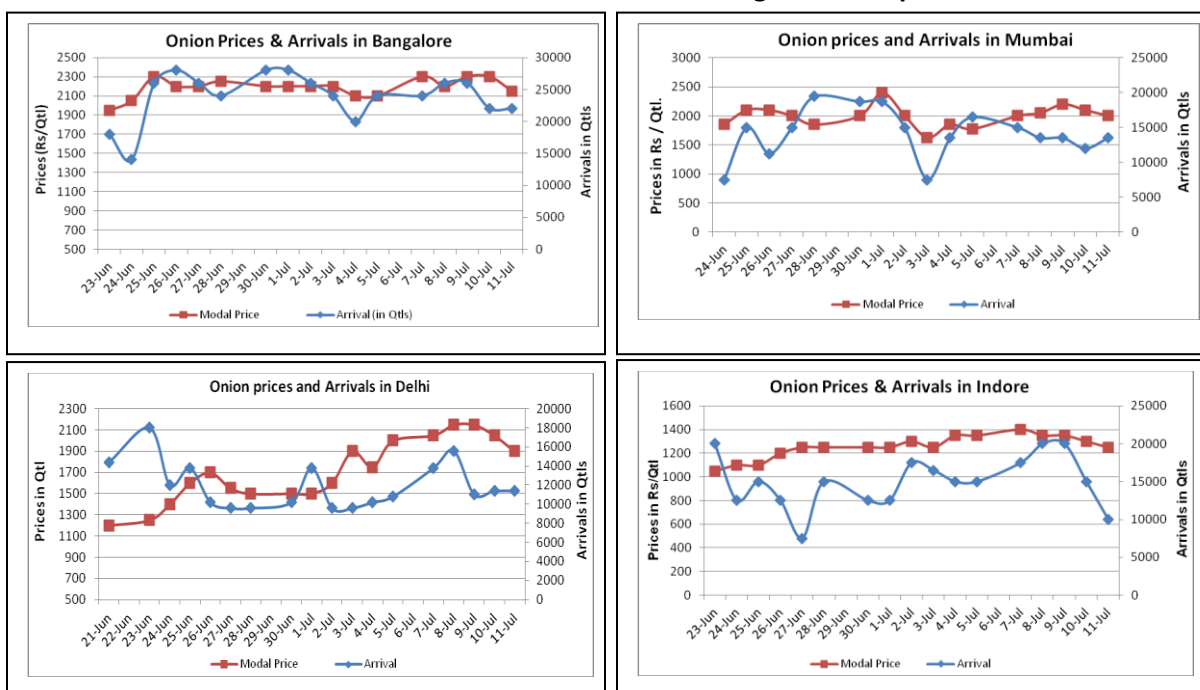 Onion Prices & Arrivals in Bangalore
Prices (Rs/Qtl)
2500
2300
2100
1900
1700
1500
1300
1100
900
700
500
30000
25000
20000
15000
10000
5000
0
Arrivals in Qtls
23-Jun
24-Jun
25-Jun
26-Jun
27-Jun
28-Jun
29-Jun
30-Jun
1-Jul
2-Jul
3-Jul
4-Jul
5-Jul
6-Jul
7-Jul
8-Jul
9-Jul
10-Jul
11-Jul
Modal Price
Arrival (in Qtls)
Onion prices and Arrivals in Mumbai
Prices in Rs / Qtl.
3000
2500
2000
1500
1000
500
0
25000
20000
15000
10000
5000
0
Arrivals in Qtls
24-Jun
25-Jun
26-Jun
27-Jun
28-Jun
29-Jun
30-Jun
1-Jul
2-Jul
3-Jul
4-Jul
5-Jul
6-Jul
7-Jul
8-Jul
9-Jul
10-Jul
11-Jul
Modal Price
Arrival
Onion prices and Arrivals in Delhi
Prices in Qtl
2300
2100
1900
1700
1500
1300
1100
900
700
500
20000
18000
16000
14000
12000
10000
8000
6000
4000
2000
0
Arrivals in Qtls
21-Jun
22-Jun
23-Jun
24-Jun
25-Jun
26-Jun
27-Jun
28-Jun
29-Jun
30-Jun
1-Jul
2-Jul
3-Jul
4-Jul
5-Jul
6-Jul
7-Jul
8-Jul
9-Jul
10-Jul
11-Jul
Modal Price
Arrival
Onion Prices & Arrivals in Indore
Prices in Rs/Qtl
1600
1400
1200
1000
800
600
400
200
0
25000
20000
15000
10000
5000
0
Arrivals in Qtls
23-Jun
24-Jun
25-Jun
26-Jun
27-Jun
28-Jun
29-Jun
30-Jun
1-Jul
2-Jul
3-Jul
4-Jul
5-Jul
6-Jul
7-Jul
8-Jul
9-Jul
10-Jul
11-Jul
Modal Price
Arrival